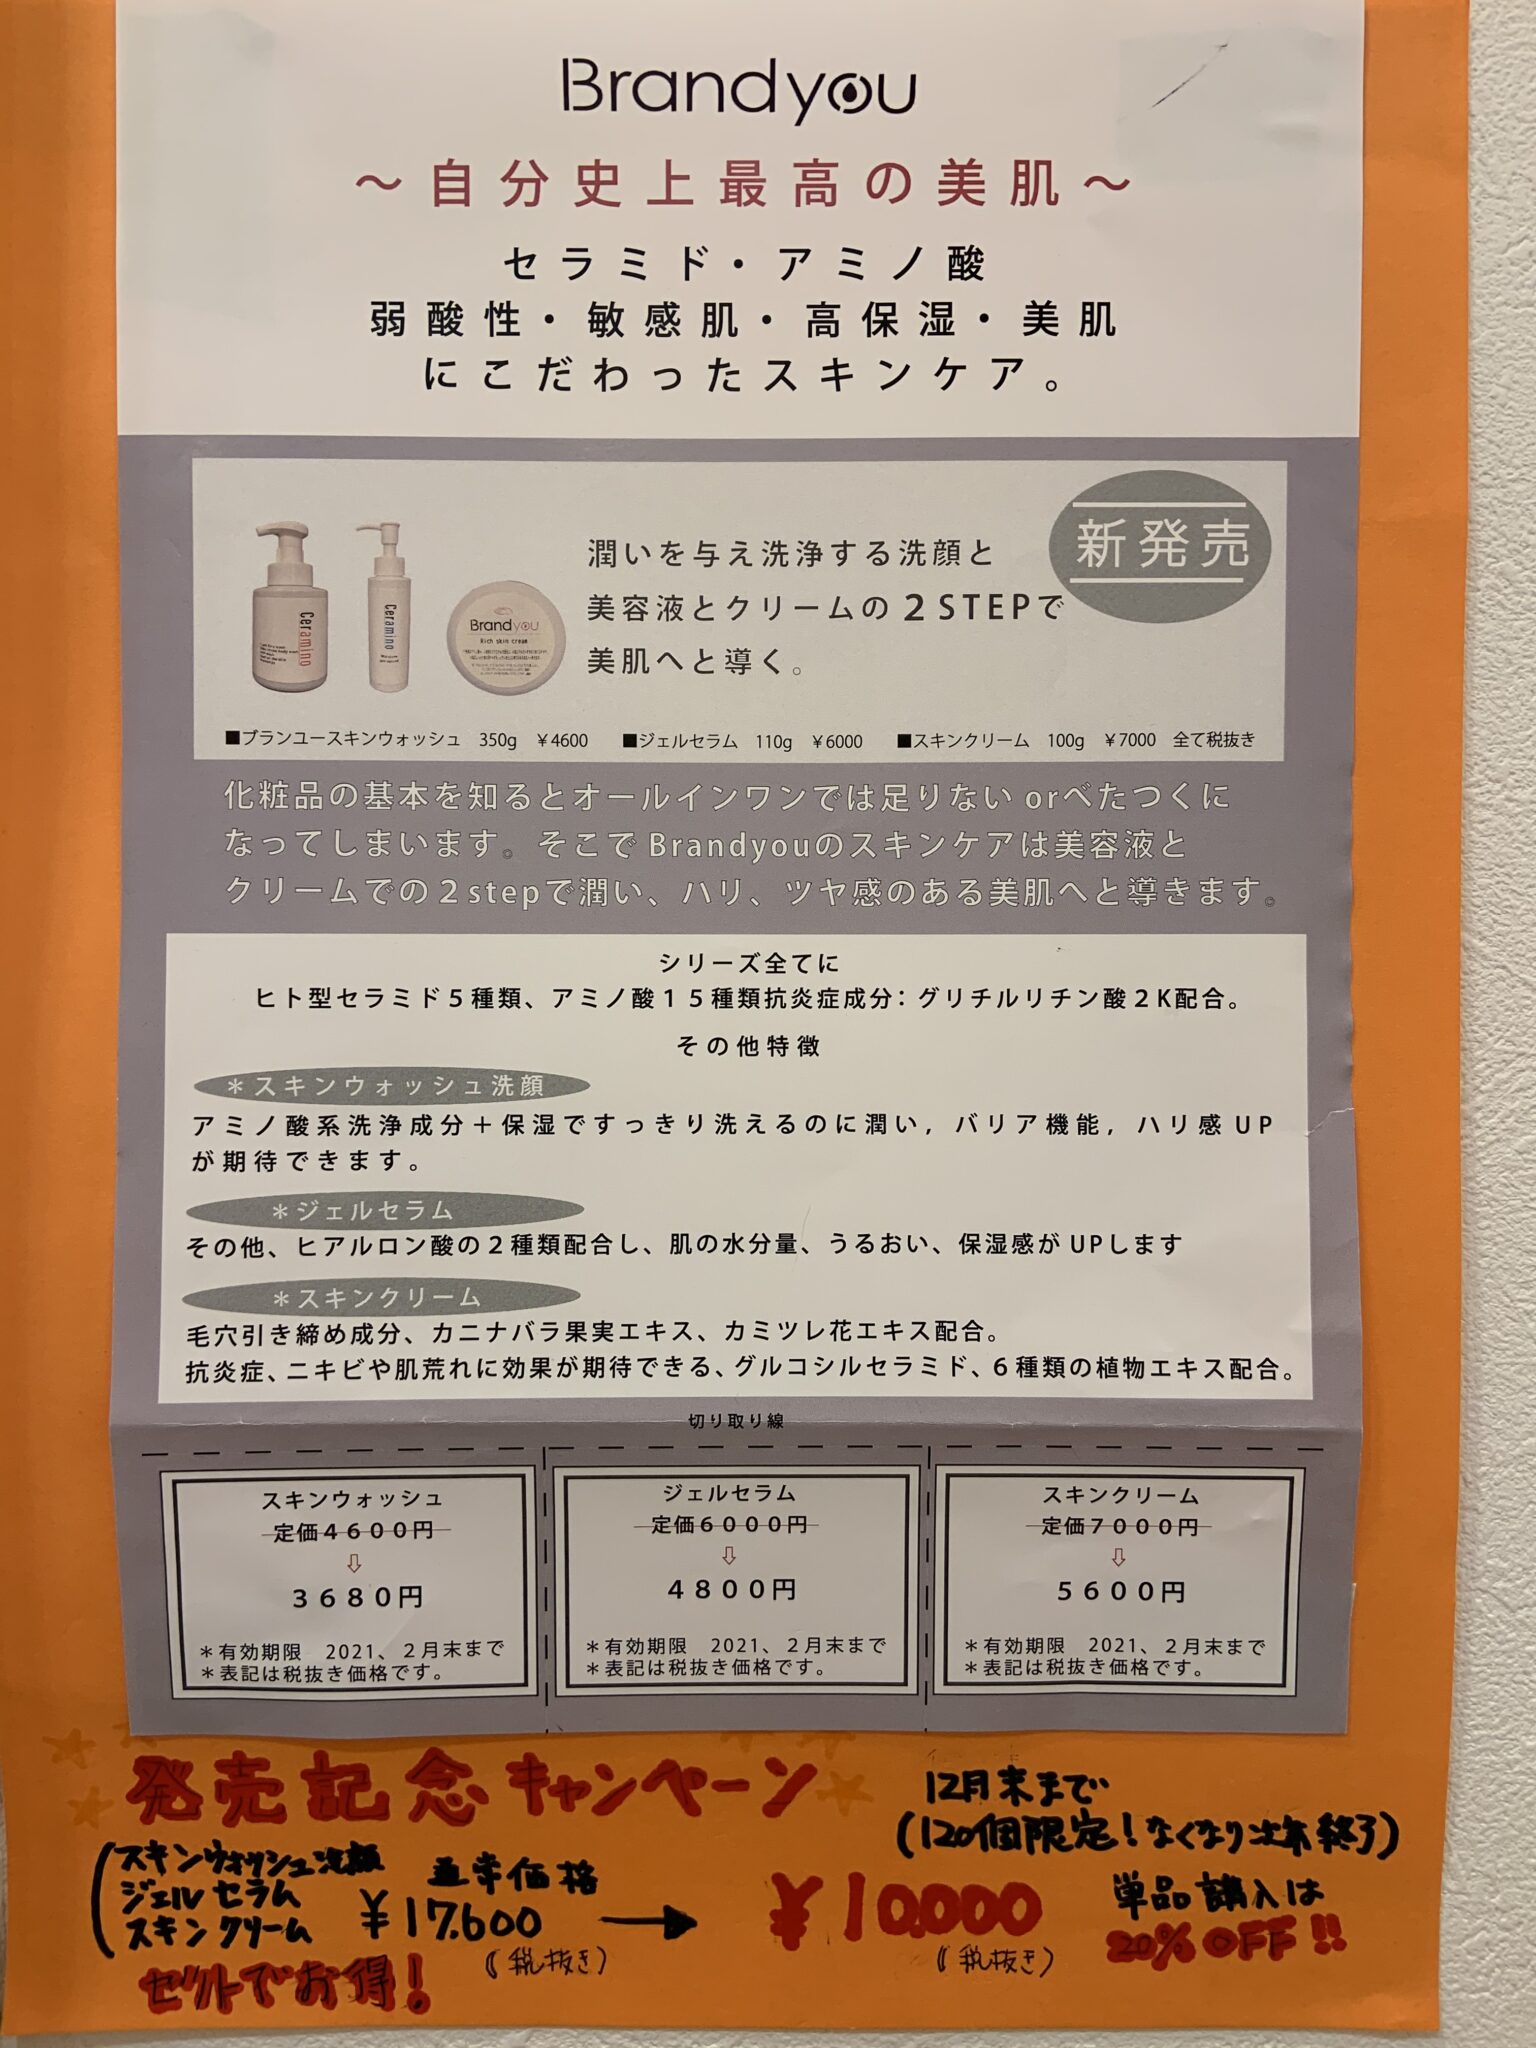 Brandyou
〜自分史上最高の美肌〜
セラミド・アミノ酸
弱酸性・敏感肌・高保湿・美肌
にこだわったスキンケア。
新発売
潤いを与え洗浄する洗顔と
美容液とクリームの2STEPで
美肌へと導く。
Ceramino
Ceramino
Brandyou
Rich skin cream
■ブランユースキンウォッシュ 350g ¥4600 ■ジェルセラム 110g ¥6000 ■スキンクリーム 100g ¥7000 全て税抜き
化粧品の基本を知るとオールインワンでは足りないorべたつくに
なってしまいます。そこでBrandyouのスキンケアは美容液と
クリームでの2stepで潤い、ハリ、ツヤ感のある美肌へと導きます。
シリーズ全てに
ヒト型セラミド5種類、アミノ酸15種類抗炎症成分：グリチルリチン酸2K配合。
その他特徴
＊スキンウォッシュ洗顔
アミノ酸系洗浄成分＋保湿ですっきり洗えるのに潤い，バリア機能，ハリ感UP
が期待できます。
＊ジェルセラム
その他、ヒアルロン酸の2種類配合し、肌の水分量、うるおい、保湿感がUPします
＊スキンクリーム
毛穴引き締め成分、カニナバラ果実エキス、カミツレ花エキス配合。
抗炎症、ニキビや肌荒れに効果が期待できる、グルコシルセラミド、6種類の植物エキス配合。
切り取り線
スキンウォッシュ
定価4600円
⇩
3680円
＊有効期限 2021、2月末まで
＊表記は税抜き価格です。
ジェルセラム
定価6000円
⇩
4800円
＊有効期限 2021、2月末まで
＊表記は税抜き価格です。
スキンクリーム
定価7000円
⇩
5600円
＊有効期限 2021、2月末まで
＊表記は税抜き価格です。
発売記念キャンペーン
12月末まで
(120個限定！なくなり次第終了)
スキンウォッシュ洗顔
ジェルセラム
スキンクリーム
通常価格
¥17.600
(税抜き)
→
¥10.000
(税抜き)
単品購入は
20%OFF!!
セットでお得！